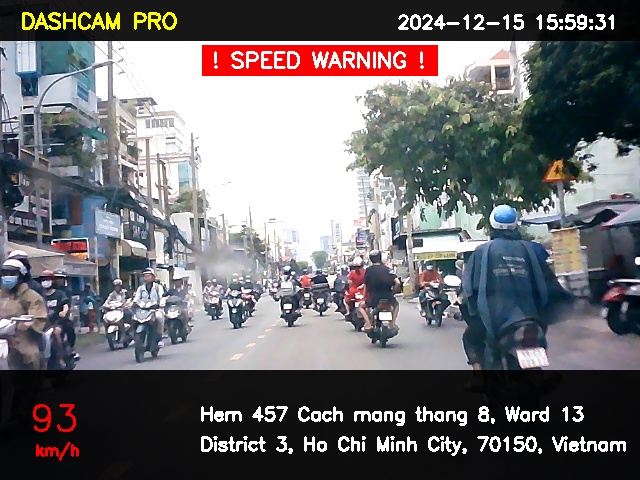 DASHCAM PRO
2024-12-15 15:59:31
! SPEED WARNING !
93
km/h
Hem 457 Cach mang thang 8, Ward 13
District 3, Ho Chi Minh City, 70150, Vietnam